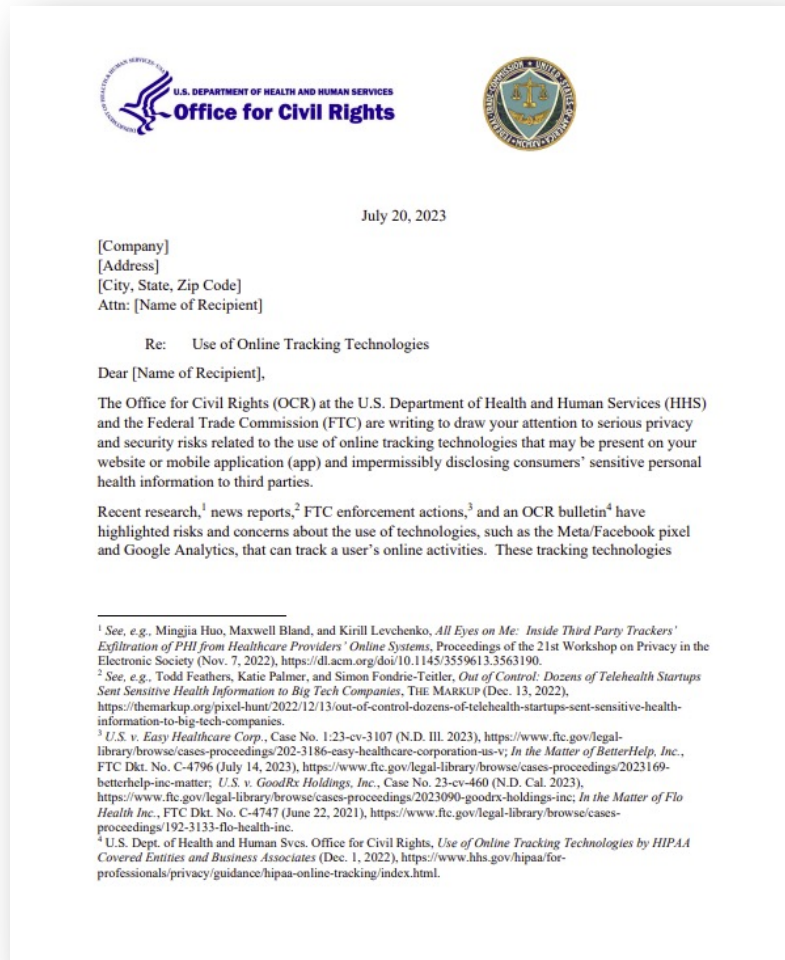 DEPARTMENT OF HEALTH & HUMAN SERVICES·USA
U.S. DEPARTMENT OF HEALTH AND HUMAN SERVICES
Office for Civil Rights
FEDERAL TRADE COMMISSION • UNITED STATES OF AMERICA
MCMXV
July 20, 2023
[Company]
[Address]
[City, State, Zip Code]
Attn: [Name of Recipient]
Re: Use of Online Tracking Technologies
Dear [Name of Recipient],
The Office for Civil Rights (OCR) at the U.S. Department of Health and Human Services (HHS)
and the Federal Trade Commission (FTC) are writing to draw your attention to serious privacy
and security risks related to the use of online tracking technologies that may be present on your
website or mobile application (app) and impermissibly disclosing consumers’ sensitive personal
health information to third parties.
Recent research,¹ news reports,² FTC enforcement actions,³ and an OCR bulletin⁴ have
highlighted risks and concerns about the use of technologies, such as the Meta/Facebook pixel
and Google Analytics, that can track a user’s online activities.  These tracking technologies
¹ See, e.g., Mingjia Huo, Maxwell Bland, and Kirill Levchenko, All Eyes on Me:  Inside Third Party Trackers’
Exfiltration of PHI from Healthcare Providers’ Online Systems, Proceedings of the 21st Workshop on Privacy in the
Electronic Society (Nov. 7, 2022), https://dl.acm.org/doi/10.1145/3559613.3563190.
² See, e.g., Todd Feathers, Katie Palmer, and Simon Fondrie-Teitler, Out of Control: Dozens of Telehealth Startups
Sent Sensitive Health Information to Big Tech Companies, THE MARKUP (Dec. 13, 2022),
https://themarkup.org/pixel-hunt/2022/12/13/out-of-control-dozens-of-telehealth-startups-sent-sensitive-health-
information-to-big-tech-companies.
³ U.S. v. Easy Healthcare Corp., Case No. 1:23-cv-3107 (N.D. Ill. 2023), https://www.ftc.gov/legal-
library/browse/cases-proceedings/202-3186-easy-healthcare-corporation-us-v; In the Matter of BetterHelp, Inc.,
FTC Dkt. No. C-4796 (July 14, 2023), https://www.ftc.gov/legal-library/browse/cases-proceedings/2023169-
betterhelp-inc-matter;  U.S. v. GoodRx Holdings, Inc., Case No. 23-cv-460 (N.D. Cal. 2023),
https://www.ftc.gov/legal-library/browse/cases-proceedings/2023090-goodrx-holdings-inc; In the Matter of Flo
Health Inc., FTC Dkt. No. C-4747 (June 22, 2021), https://www.ftc.gov/legal-library/browse/cases-
proceedings/192-3133-flo-health-inc.
⁴ U.S. Dept. of Health and Human Svcs. Office for Civil Rights, Use of Online Tracking Technologies by HIPAA
Covered Entities and Business Associates (Dec. 1, 2022), https://www.hhs.gov/hipaa/for-
professionals/privacy/guidance/hipaa-online-tracking/index.html.